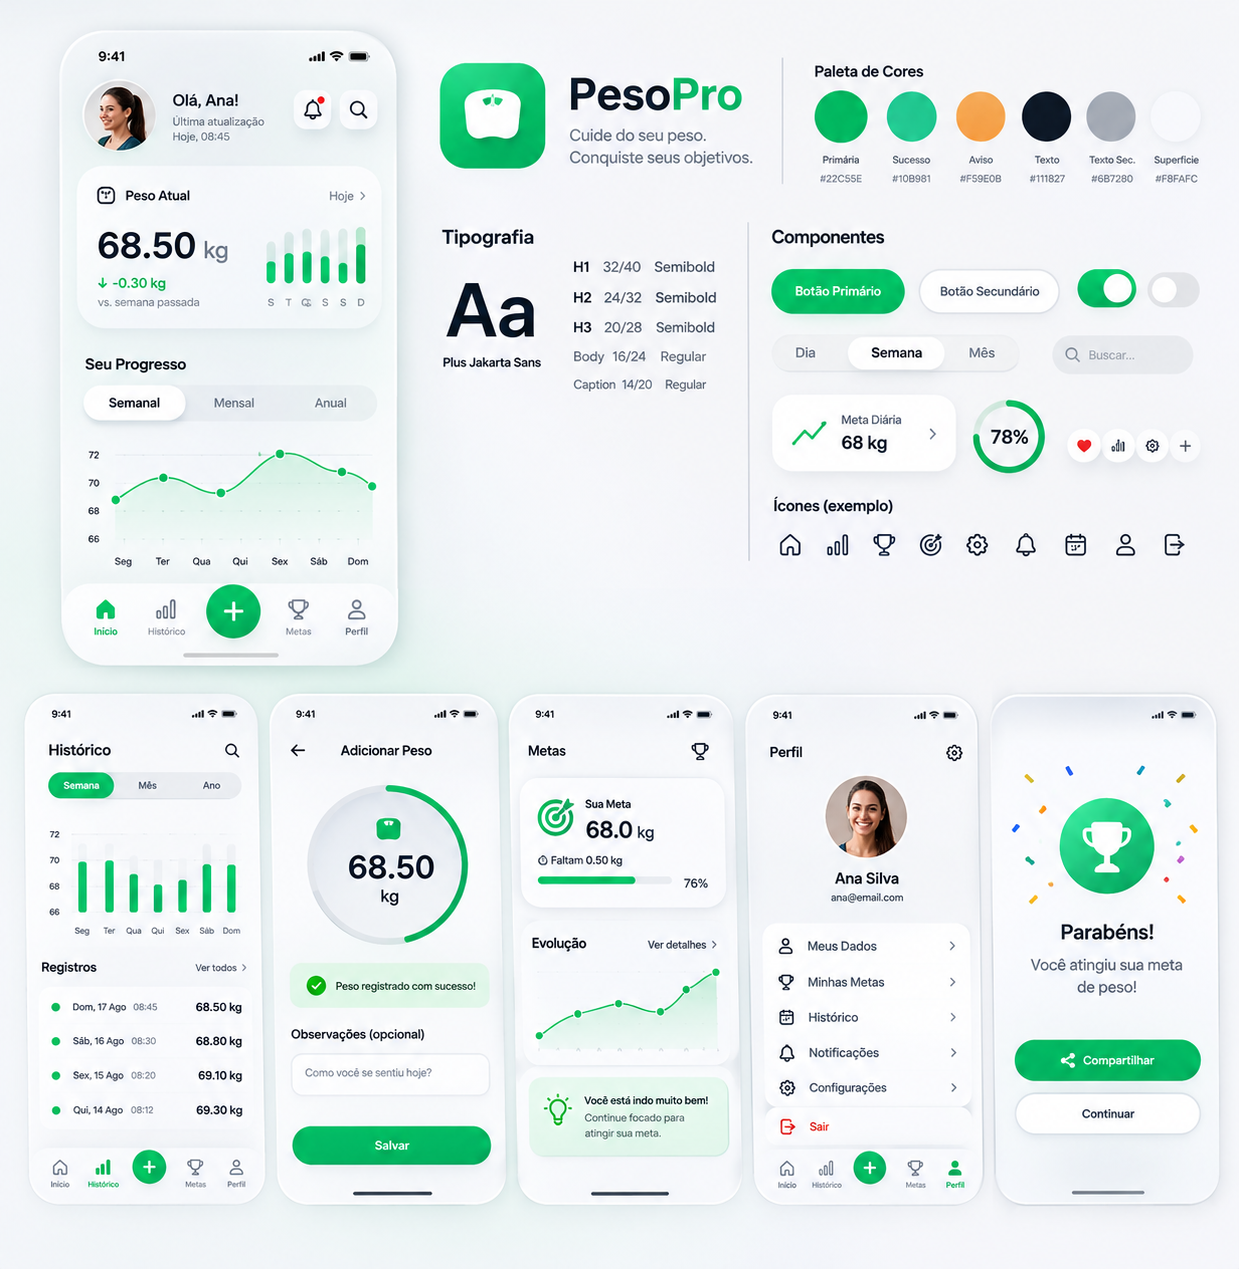 9:41
Olá, Ana!
Última atualização
Hoje, 08:45
Peso Atual
Hoje
68.50 kg
-0.30 kg
vs. semana passada
S T Q S S D
Seu Progresso
Semanal Mensal Anual
72
70
68
66
Seg Ter Qua Qui Sex Sáb Dom
Início Histórico Metas Perfil
PesoPro
Cuide do seu peso.
Conquiste seus objetivos.
Paleta de Cores
Primária Sucesso Aviso Texto Texto Sec. Superfície
#22C55E #10B981 #F59E0B #111827 #6B7280 #F8FAFC
Tipografia
Aa
Plus Jakarta Sans
H1 32/40 Semibold
H2 24/32 Semibold
H3 20/28 Semibold
Body 16/24 Regular
Caption 14/20 Regular
Componentes
Botão Primário Botão Secundário
Dia Semana Mês
Buscar...
Meta Diária
68 kg
78%
Ícones (exemplo)
9:41
Histórico
Semana Mês Ano
72
70
68
66
Seg Ter Qua Qui Sex Sáb Dom
Registros Ver todos
Dom, 17 Ago 08:45 68.50 kg
Sáb, 16 Ago 08:30 68.80 kg
Sex, 15 Ago 08:20 69.10 kg
Qui, 14 Ago 08:12 69.30 kg
Início Histórico Metas Perfil
9:41
Adicionar Peso
68.50
kg
Peso registrado com sucesso!
Observações (opcional)
Como você se sentiu hoje?
Salvar
9:41
Metas
Sua Meta
68.0 kg
Faltam 0.50 kg
76%
Evolução Ver detalhes
Você está indo muito bem!
Continue focado para
atingir sua meta.
9:41
Perfil
Ana Silva
ana@email.com
Meus Dados
Minhas Metas
Histórico
Notificações
Configurações
Sair
Início Histórico Metas Perfil
Parabéns!
Você atingiu sua meta
de peso!
Compartilhar
Continuar